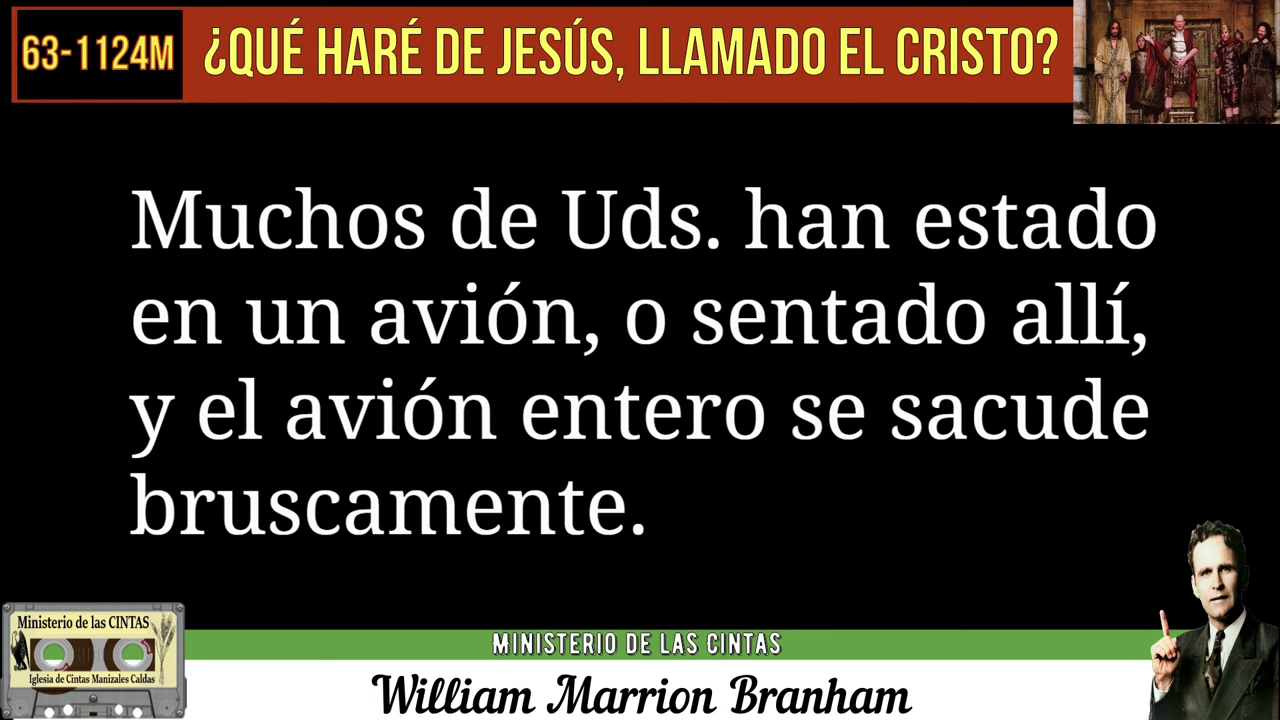 63-1124M
¿QUÉ HARÉ DE JESÚS, LLAMADO EL CRISTO?
Muchos de Uds. han estado
en un avión, o sentado allí,
y el avión entero se sacude
bruscamente.
Ministerio de las CINTAS
Iglesia de Cintas Manizales Caldas
MINISTERIO DE LAS CINTAS
William Marrion Branham